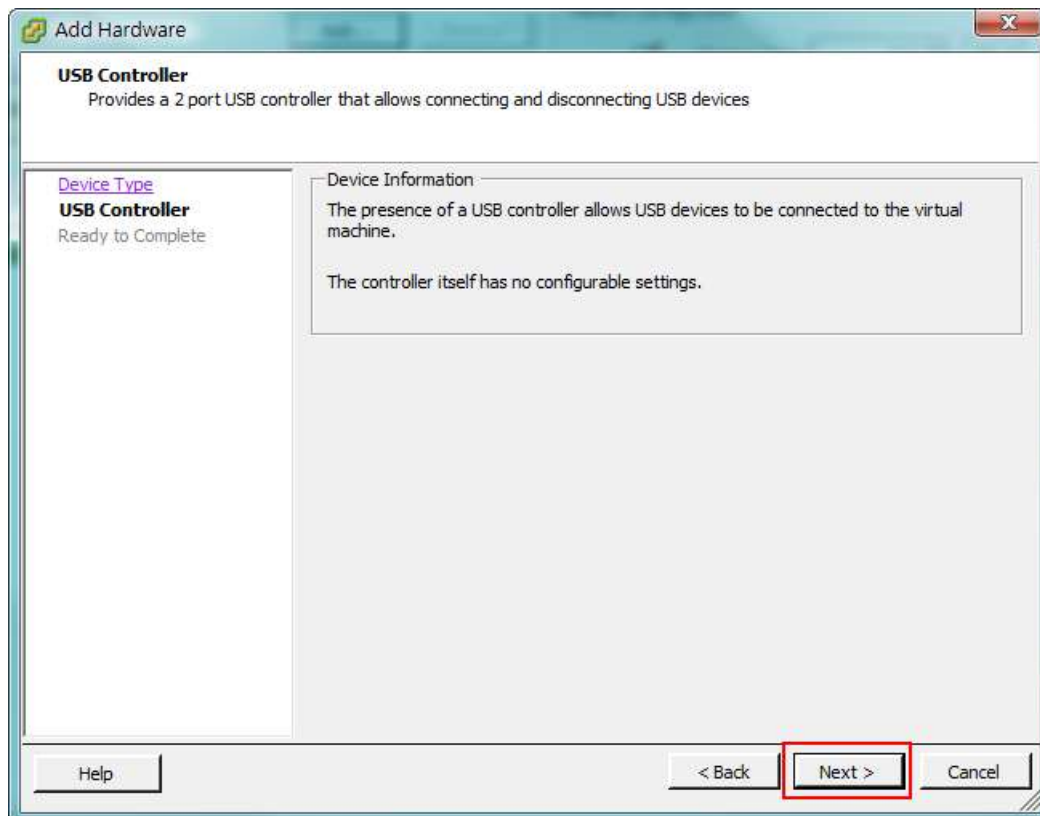 Add Hardware
USB Controller
Provides a 2 port USB controller that allows connecting and disconnecting USB devices
Device Type
USB Controller
Ready to Complete
Device Information
The presence of a USB controller allows USB devices to be connected to the virtual
machine.
The controller itself has no configurable settings.
Help
< Back
Next >
Cancel